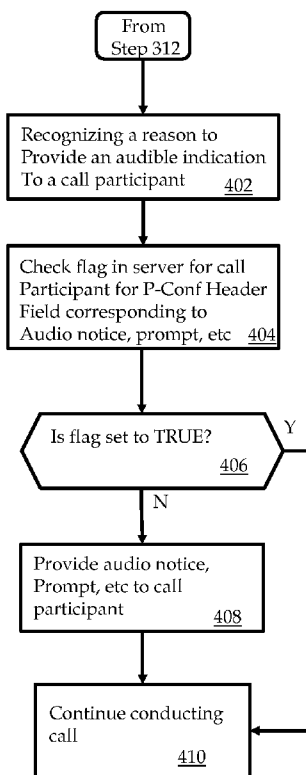 From
Step 312
Recognizing a reason to
Provide an audible indication
To a call participant 402
Check flag in server for call
Participant for P-Conf Header
Field corresponding to
Audio notice, prompt, etc 404
Is flag set to TRUE?
Y
406
N
Provide audio notice,
Prompt, etc to call
participant
408
Continue conducting
call
410